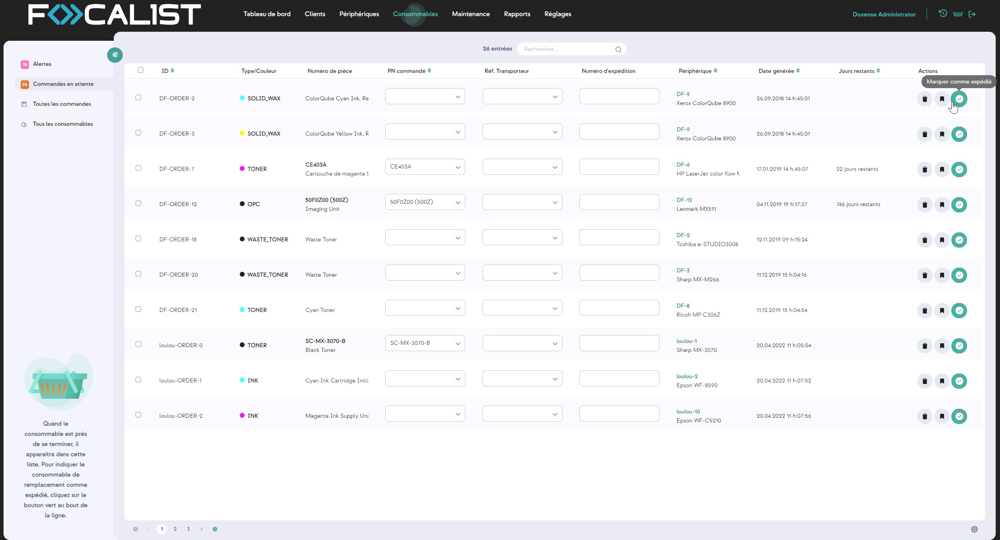 FOCALIST
Tableau de bord Clients Périphériques Consommables Maintenance Rapports Réglages
Doxense Administrator
26 entrées Rechercher...
18 Alertes
26 Commandes en attente
Toutes les commandes
Tous les consommables
Quand le
consommable est près
de se terminer, il
apparaitra dans cette
liste. Pour indiquer le
consommable de
remplacement comme
expédié, cliquez sur le
bouton vert au bout de
la ligne.
ID Type/Couleur Numéro de pièce PN commandé Réf. Transporteur Numéro d'expédition Périphérique Date générée Jours restants Actions
Marquer comme expédié
DF-ORDER-2 SOLID_WAX ColorQube Cyan Ink, Re DF-9 26.09.2018 14 h:45:01
Xerox ColorQube 8900
DF-ORDER-3 SOLID_WAX ColorQube Yellow Ink, R DF-9 26.09.2018 14 h:45:01
Xerox ColorQube 8900
DF-ORDER-7 TONER CE403A CE403A DF-6 17.01.2019 14 h:45:07 22 jours restants
Cartouche de magenta 5 HP LaserJet color flow M
DF-ORDER-12 OPC 50F0Z00 (500Z) 50F0Z00 (500Z) DF-12 04.11.2019 19 h:17:37 746 jours restants
Imaging Unit Lexmark MX511
DF-ORDER-18 WASTE_TONER Waste Toner DF-2 12.11.2019 09 h:15:24
Toshiba e-STUDIO3008
DF-ORDER-20 WASTE_TONER Waste Toner DF-3 11.12.2019 15 h:04:16
Sharp MX-M266
DF-ORDER-21 TONER Cyan Toner DF-8 11.12.2019 15 h:04:54
Ricoh MP C306Z
loulou-ORDER-0 TONER SC-MX-3070-B SC-MX-3070-B loulou-1 20.04.2022 11 h:05:04
Black Toner Sharp MX-3070
loulou-ORDER-1 INK Cyan Ink Cartridge Initi loulou-2 20.04.2022 11 h:07:52
Epson WF-8590
loulou-ORDER-2 INK Magenta Ink Supply Uni loulou-10 20.04.2022 11 h:07:56
Epson WF-C5210
1 2 3